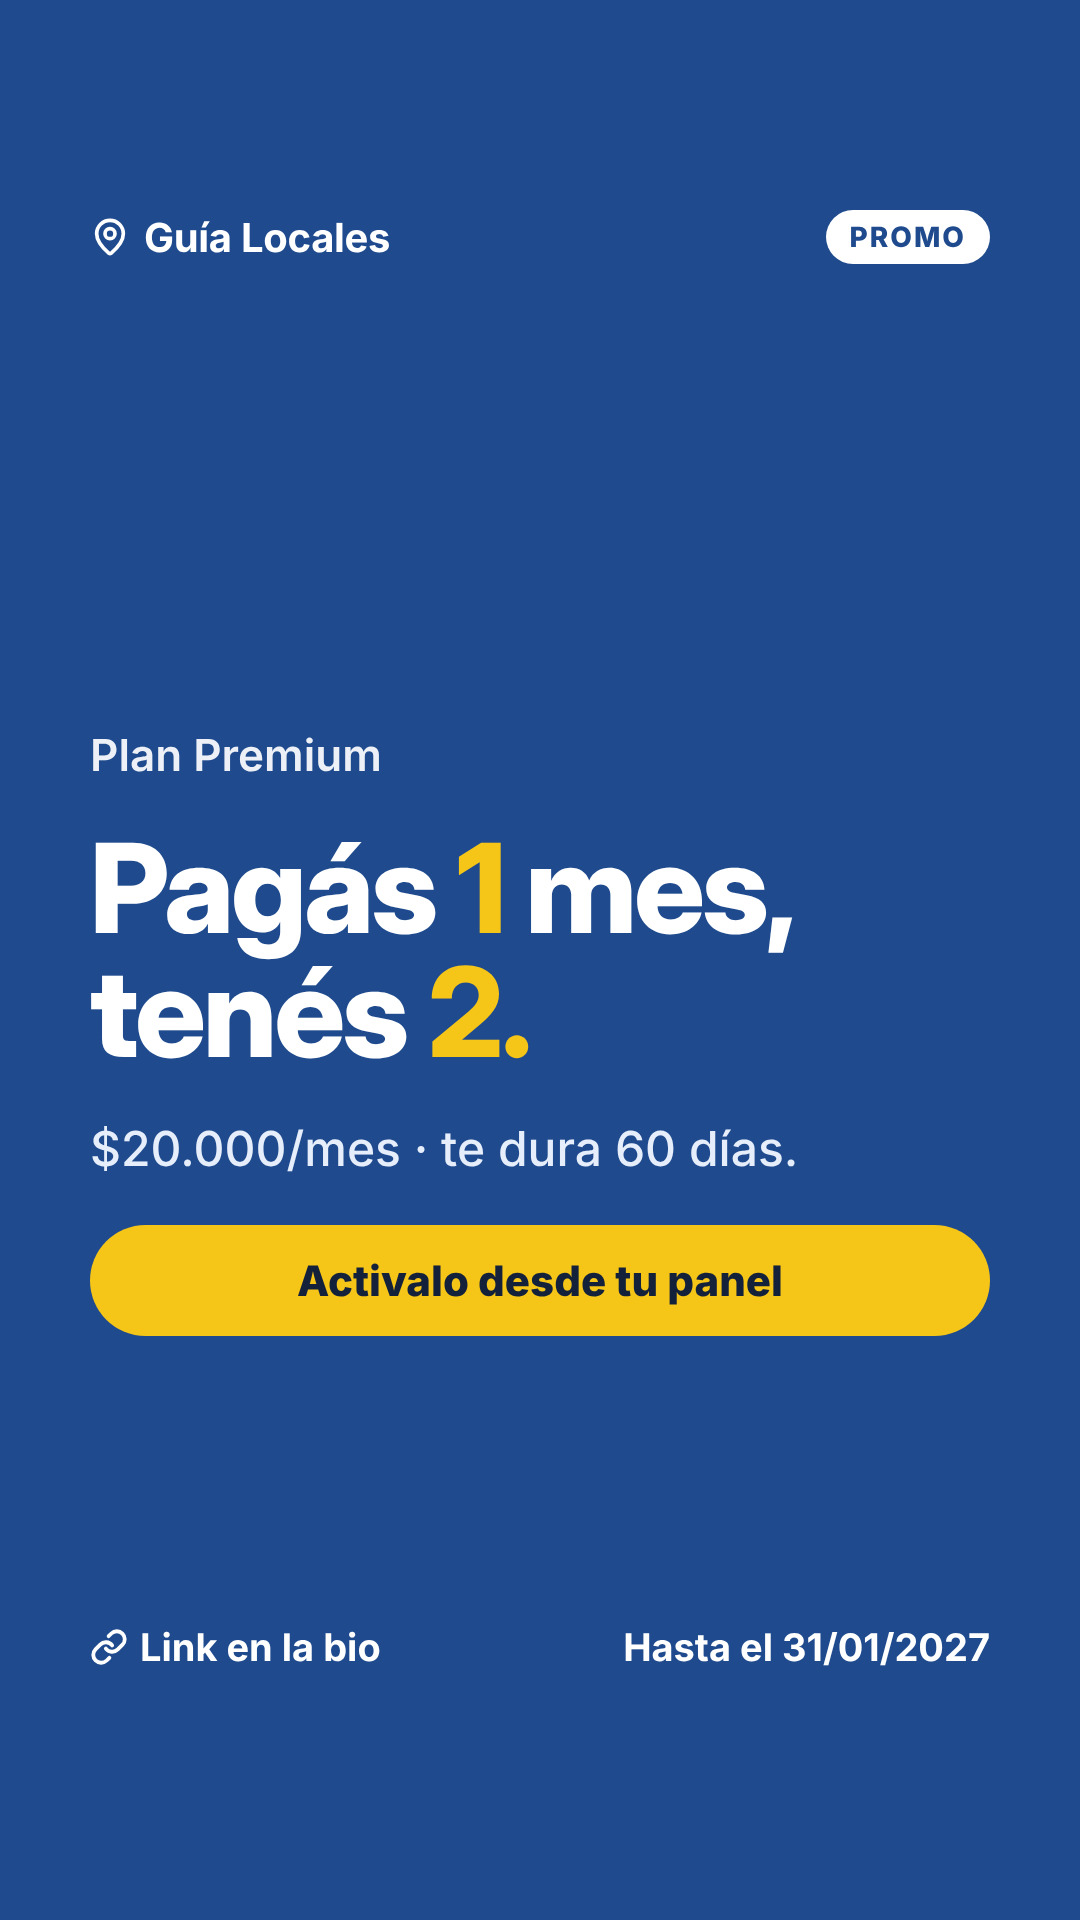 Guía Locales
PROMO
Plan Premium
Pagás 1 mes,
tenés 2.
$20.000/mes · te dura 60 días.
Activalo desde tu panel
Link en la bio
Hasta el 31/01/2027